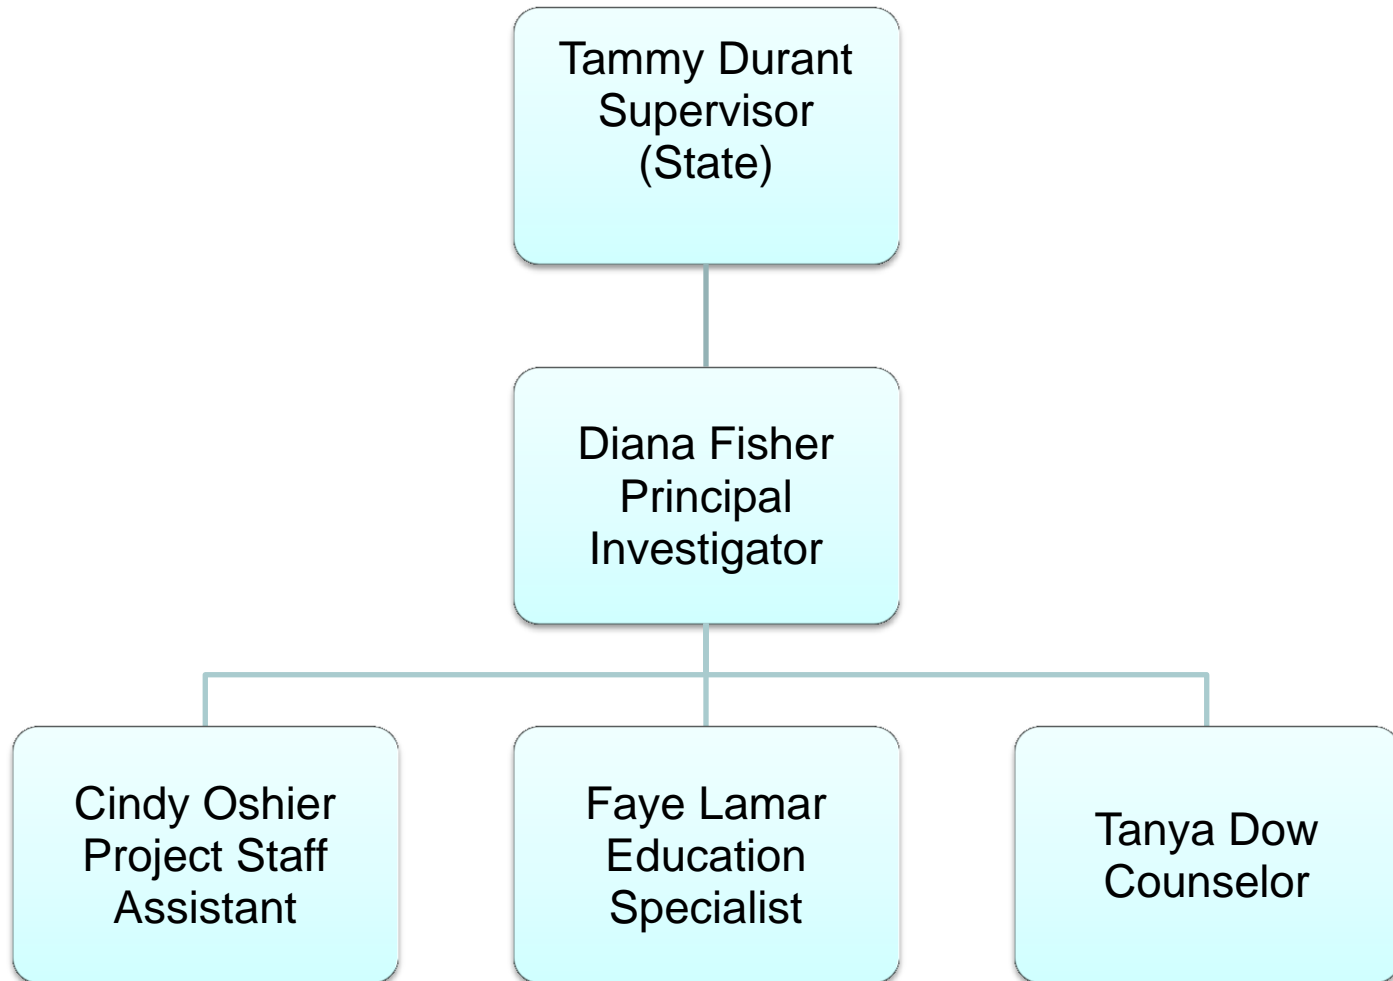 Tammy Durant
Supervisor
(State)
Diana Fisher
Principal
Investigator
Cindy Oshier
Project Staff
Assistant
Faye Lamar
Education
Specialist
Tanya Dow
Counselor